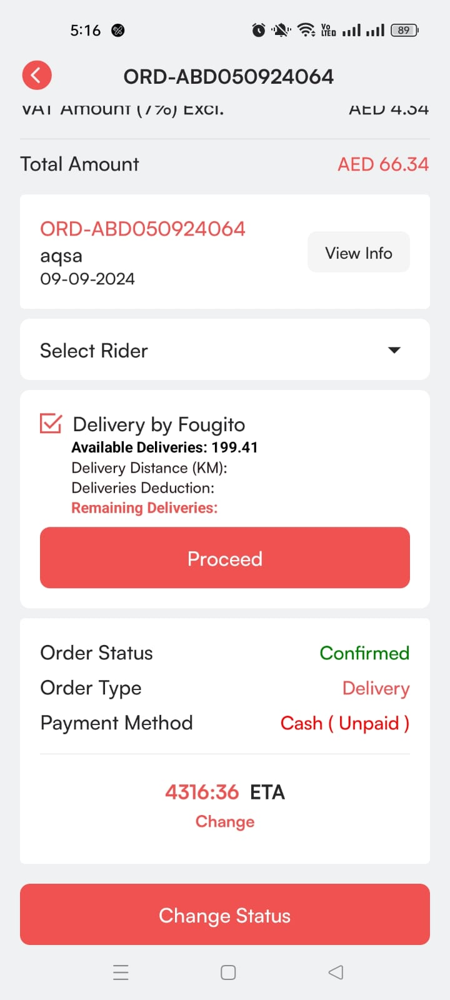 5:16 Vo LTED 89
ORD-ABD050924064
VAT Amount (7%) Excl. AED 4.34
Total Amount AED 66.34
ORD-ABD050924064
aqsa
09-09-2024
View Info
Select Rider
Delivery by Fougito
Available Deliveries: 199.41
Delivery Distance (KM):
Deliveries Deduction:
Remaining Deliveries:
Proceed
Order Status Confirmed
Order Type Delivery
Payment Method Cash ( Unpaid )
4316:36 ETA
Change
Change Status